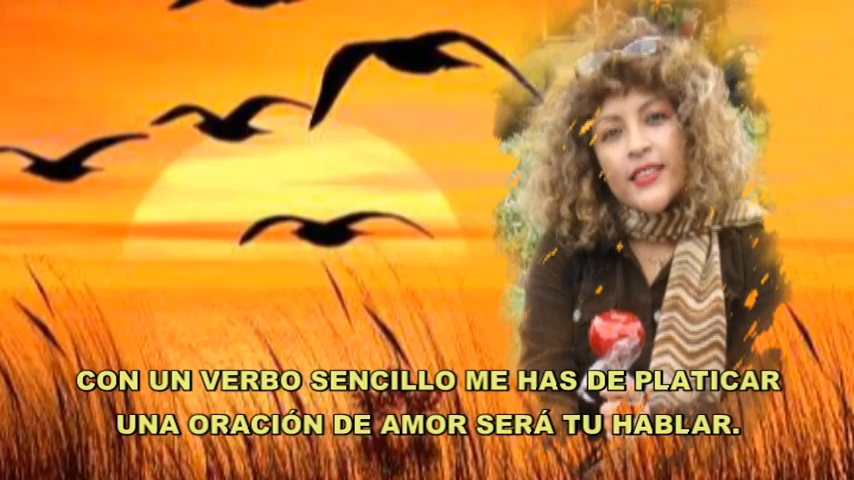 CON UN VERBO SENCILLO ME HAS DE PLATICAR
UNA ORACIÓN DE AMOR SERÁ TU HABLAR.